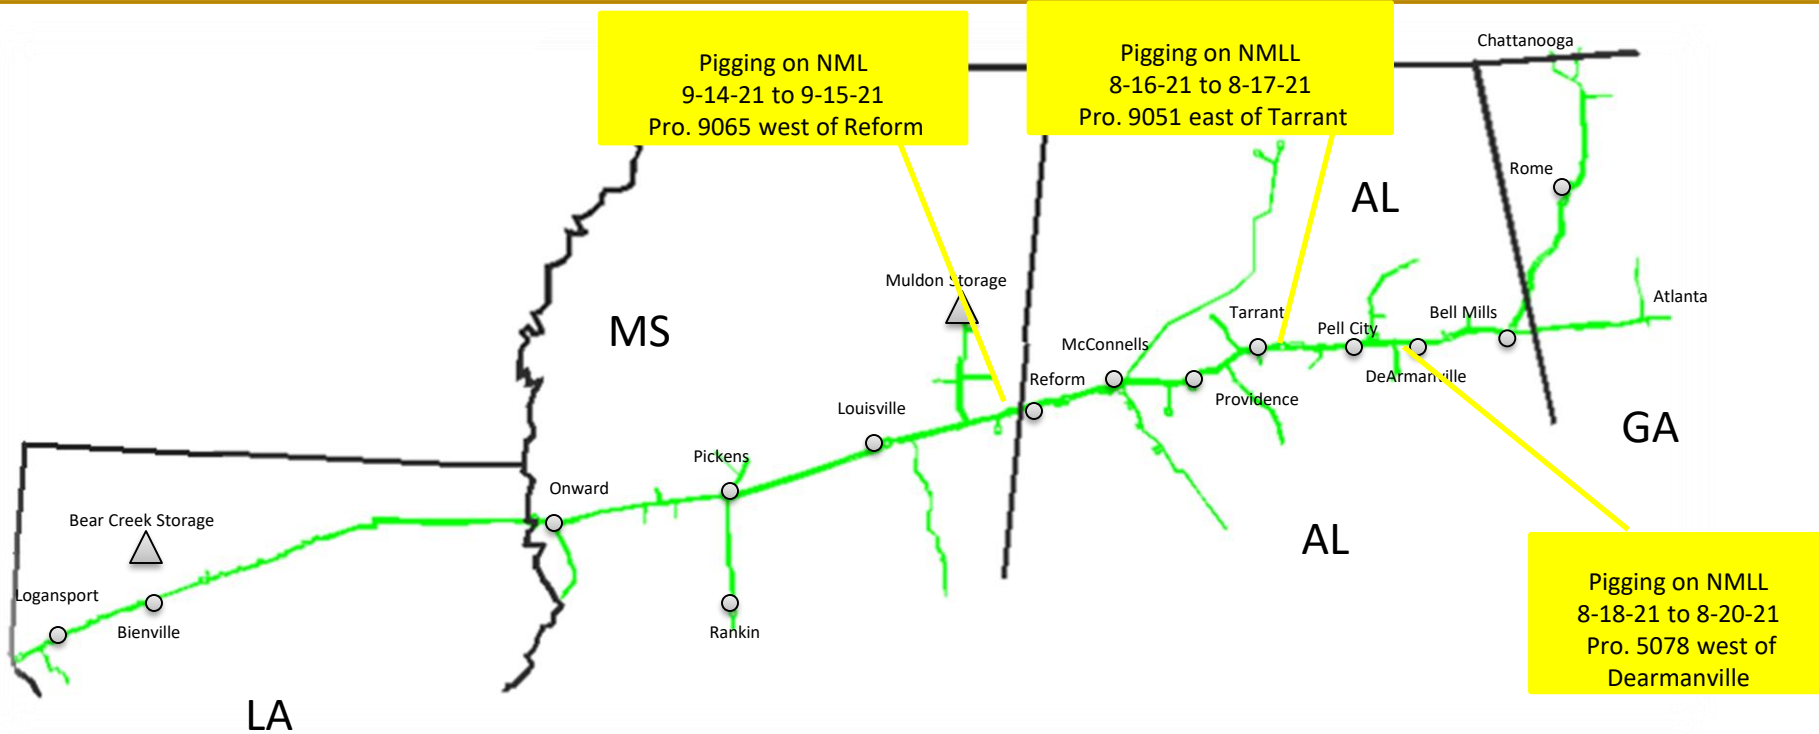 Pigging on NML
9-14-21 to 9-15-21
Pro. 9065 west of Reform
Pigging on NMLL
8-16-21 to 8-17-21
Pro. 9051 east of Tarrant
Chattanooga
Rome
AL
Muldon Storage
Atlanta
Tarrant
Bell Mills
Pell City
MS
McConnells
Reform
DeArmanville
Providence
Louisville
GA
Pickens
Onward
Bear Creek Storage
AL
Logansport
Bienville
Rankin
Pigging on NMLL
8-18-21 to 8-20-21
Pro. 5078 west of
Dearmanville
LA